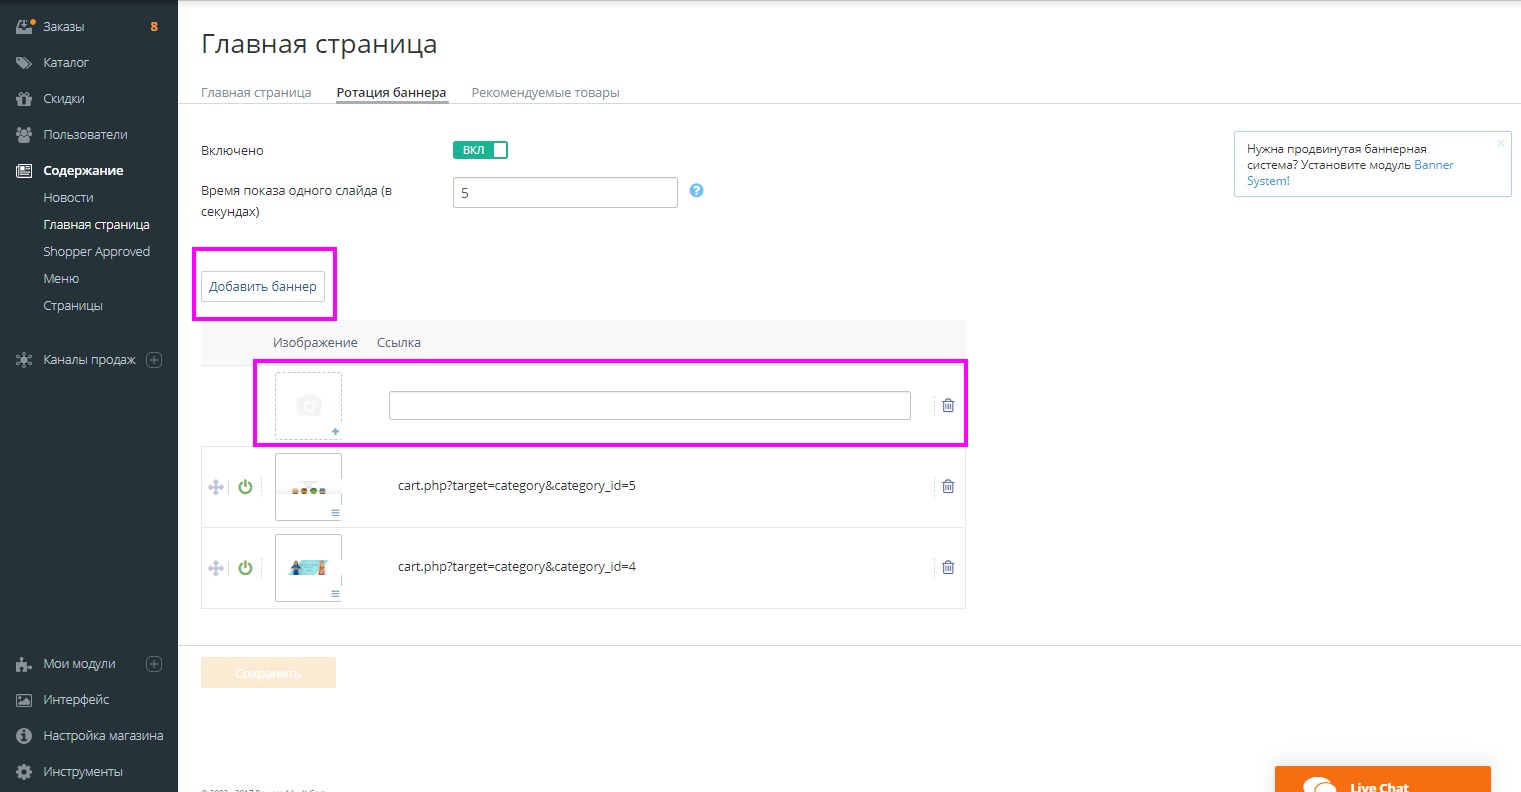 Заказы
8
Каталог
Скидки
Пользователи
Содержание
Новости
Главная страница
Shopper Approved
Меню
Страницы
Каналы продаж
Мои модули
Интерфейс
Настройка магазина
Инструменты
Главная страница
Главная страница
Ротация баннера
Рекомендуемые товары
Включено
ВКЛ
Время показа одного слайда (в
секундах)
5
?
Нужна продвинутая баннерная
система? Установите модуль Banner
System!
Добавить баннер
Изображение
Ссылка
cart.php?target=category&category_id=5
cart.php?target=category&category_id=4
Сохранить
Live Chat